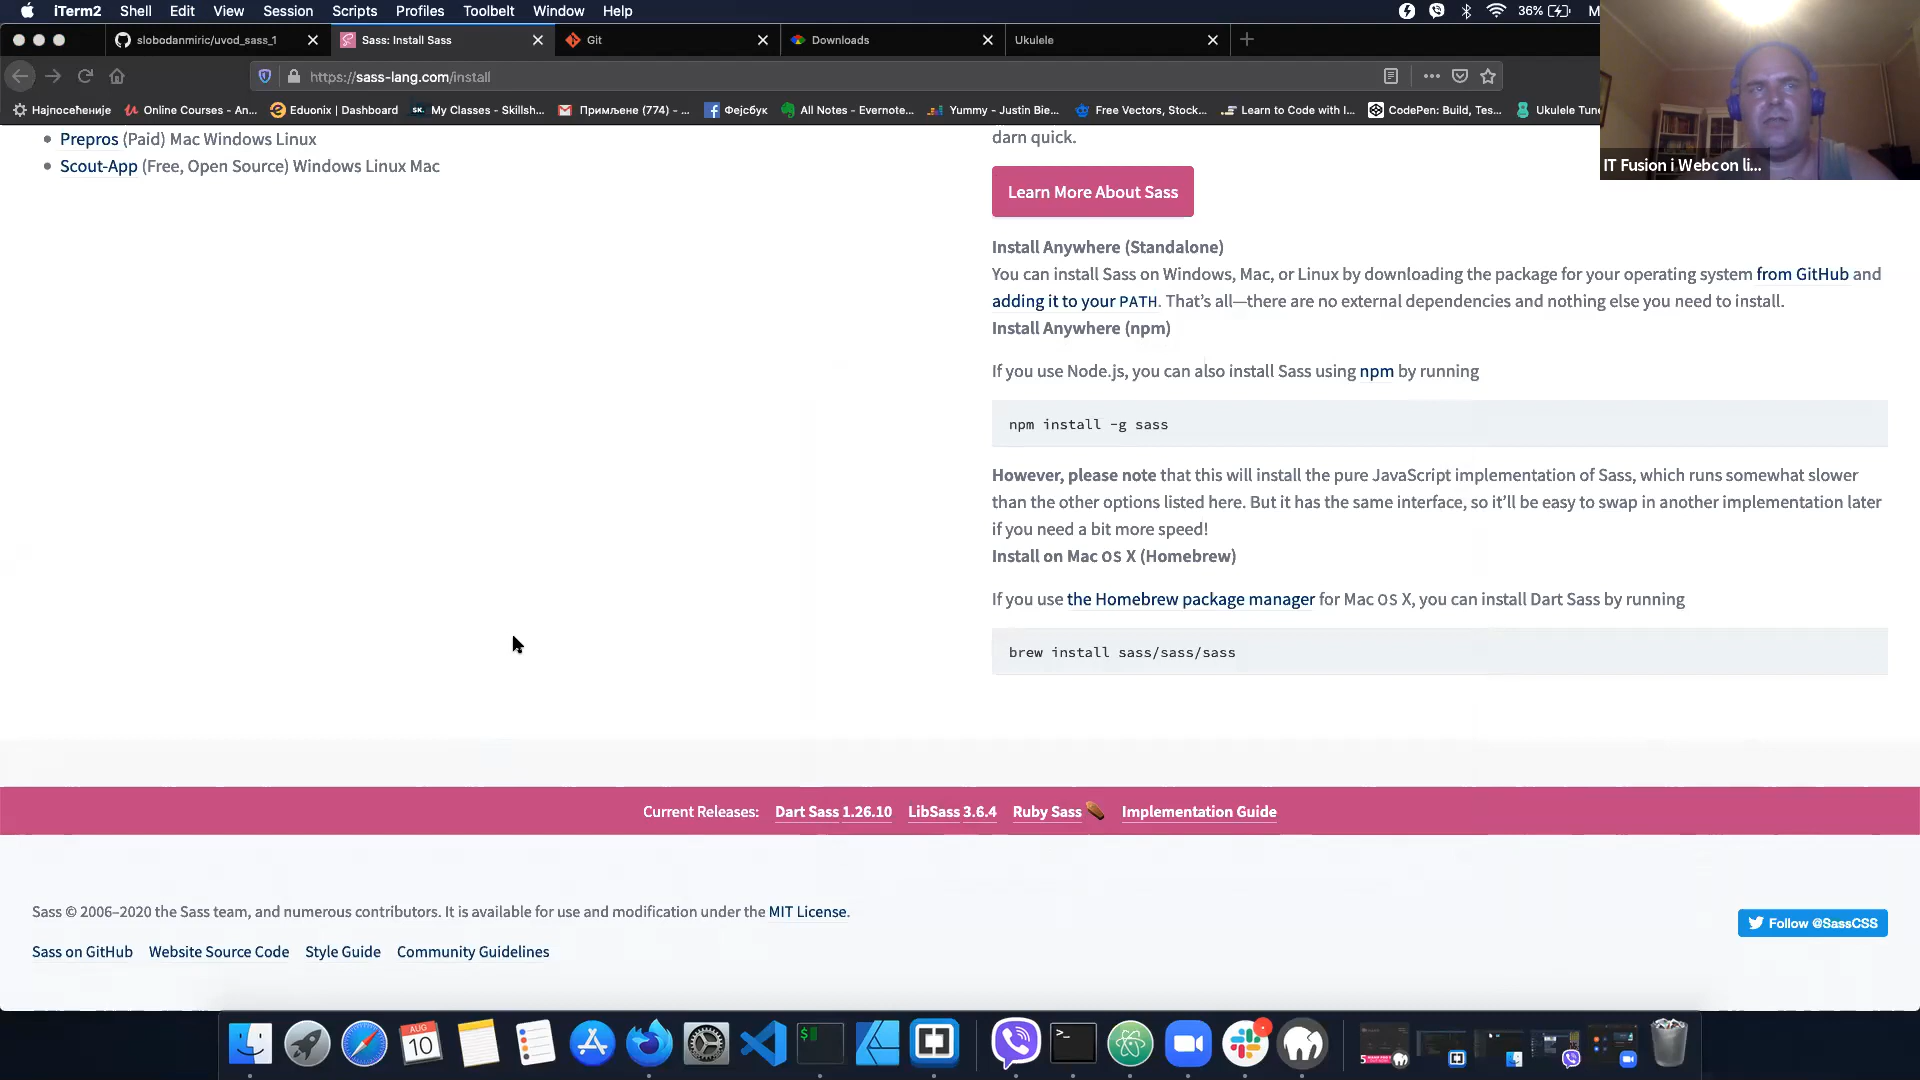 iTerm2 Shell Edit View Session Scripts Profiles Toolbelt Window Help 36% M
slobodanmiric/uvod_sass_1 Sass: Install Sass Git Downloads Ukulele
https://sass-lang.com/install
Најпосећеније Online Courses - An... Eduonix | Dashboard My Classes - Skillsh... Примљене (774) - ... Фејсбук All Notes - Evernote... Yummy - Justin Bie... Free Vectors, Stock... Learn to Code with I... CodePen: Build, Tes... Ukulele Tune
IT Fusion i Webcon li...
Prepros (Paid) Mac Windows Linux
Scout-App (Free, Open Source) Windows Linux Mac
darn quick.
Learn More About Sass
Install Anywhere (Standalone)
You can install Sass on Windows, Mac, or Linux by downloading the package for your operating system from GitHub and
adding it to your PATH. That’s all—there are no external dependencies and nothing else you need to install.
Install Anywhere (npm)
If you use Node.js, you can also install Sass using npm by running
npm install -g sass
However, please note that this will install the pure JavaScript implementation of Sass, which runs somewhat slower
than the other options listed here. But it has the same interface, so it’ll be easy to swap in another implementation later
if you need a bit more speed!
Install on Mac OS X (Homebrew)
If you use the Homebrew package manager for Mac OS X, you can install Dart Sass by running
brew install sass/sass/sass
Current Releases: Dart Sass 1.26.10 LibSass 3.6.4 Ruby Sass Implementation Guide
Sass © 2006–2020 the Sass team, and numerous contributors. It is available for use and modification under the MIT License.
Follow @SassCSS
Sass on GitHub Website Source Code Style Guide Community Guidelines
AUG
10